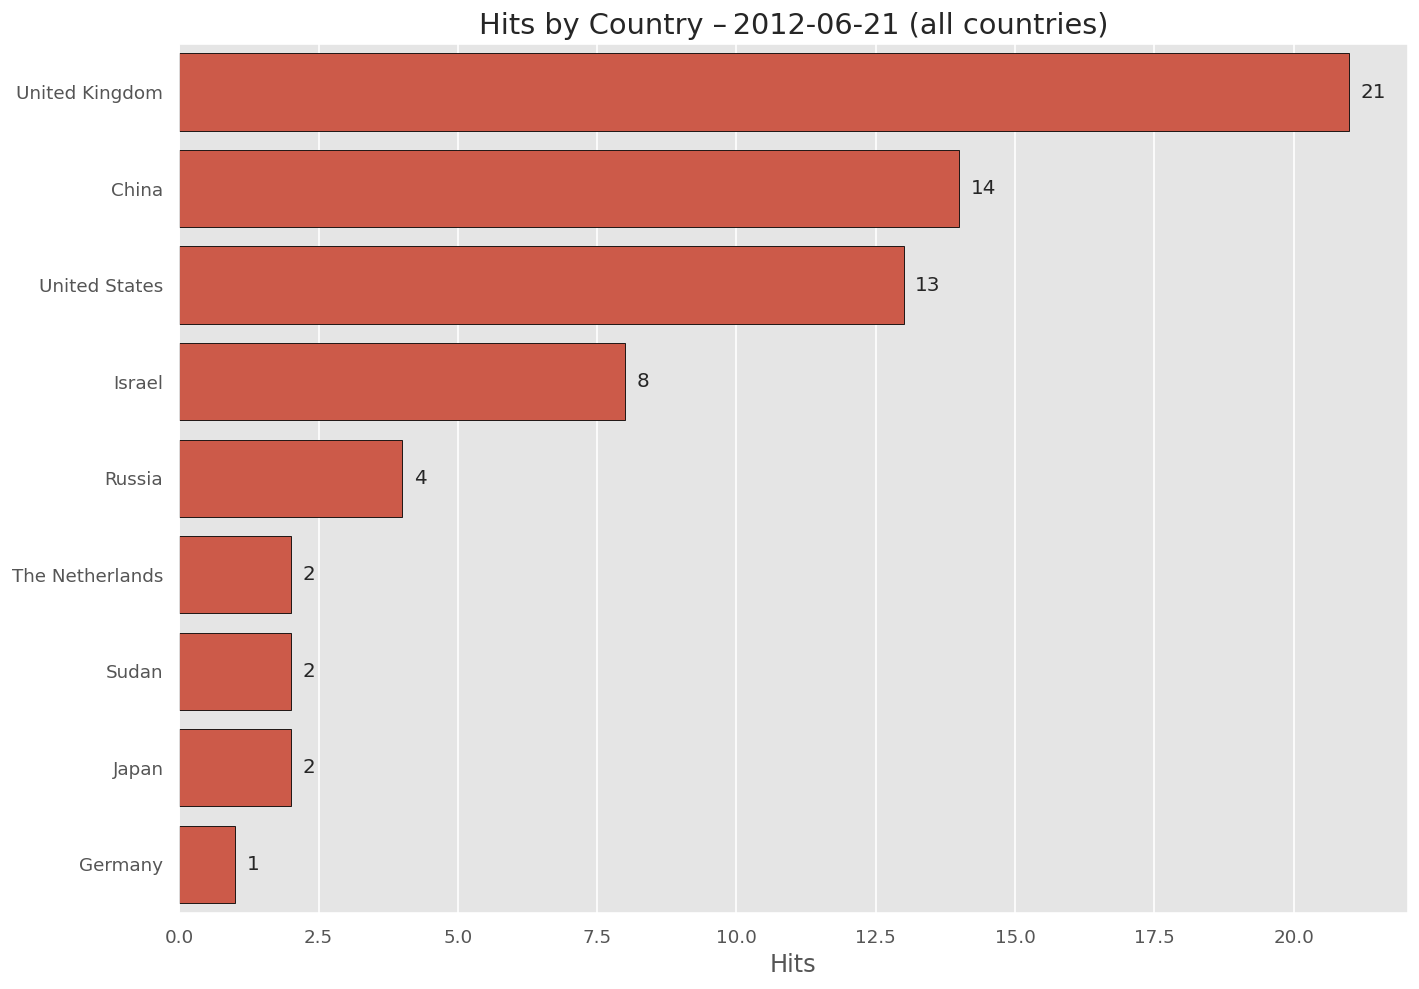 Hits by Country – 2012-06-21 (all countries)
United Kingdom 21
China 14
United States 13
Israel 8
Russia 4
The Netherlands 2
Sudan 2
Japan 2
Germany 1
0.0 2.5 5.0 7.5 10.0 12.5 15.0 17.5 20.0
Hits